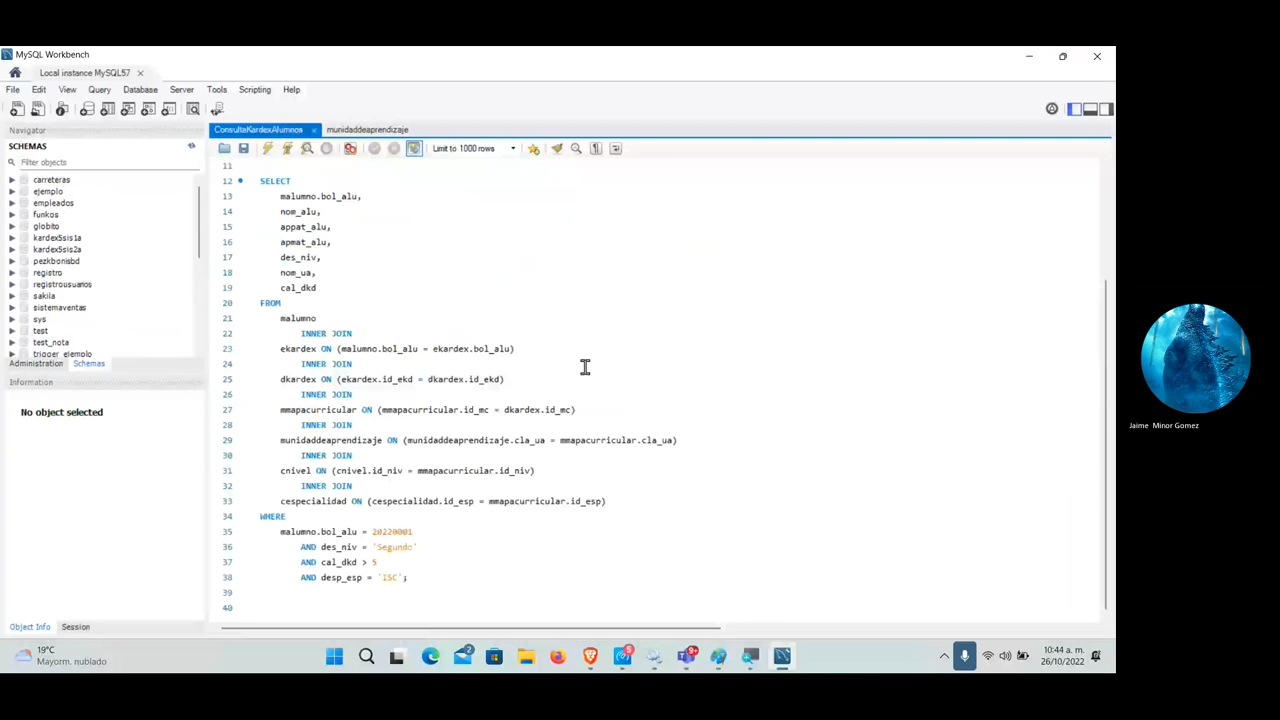 MySQL Workbench
Local instance MySQL57
File Edit View Query Database Server Tools Scripting Help
Navigator
SCHEMAS
Filter objects
carreteras
ejemplo
empleados
funkos
globito
kardex5sis1a
kardex5sis2a
pezkbonisbd
registro
registrousuarios
sakila
sistemaventas
sys
test
test_nota
trigger_elemplo
Administration Schemas
Information
No object selected
Object Info Session
ConsultaKardexAlumnos munidaddeaprendizaje
Limit to 1000 rows
11
12 SELECT
13 malumno.bol_alu,
14 nom_alu,
15 appat_alu,
16 apmat_alu,
17 des_niv,
18 nom_ua,
19 cal_dkd
20 FROM
21 malumno
22 INNER JOIN
23 ekardex ON (malumno.bol_alu = ekardex.bol_alu)
24 INNER JOIN
25 dkardex ON (ekardex.id_ekd = dkardex.id_ekd)
26 INNER JOIN
27 mmapacurricular ON (mmapacurricular.id_mc = dkardex.id_mc)
28 INNER JOIN
29 munidaddeaprendizaje ON (munidaddeaprendizaje.cla_ua = mmapacurricular.cla_ua)
30 INNER JOIN
31 cnivel ON (cnivel.id_niv = mmapacurricular.id_niv)
32 INNER JOIN
33 cespecialidad ON (cespecialidad.id_esp = mmapacurricular.id_esp)
34 WHERE
35 malumno.bol_alu = 20220001
36 AND des_niv = 'Segundo'
37 AND cal_dkd > 5
38 AND desp_esp = 'ISC';
39
40
Jaime Minor Gomez
19°C
Mayorm. nublado
2
5
9+
10:44 a. m.
26/10/2022